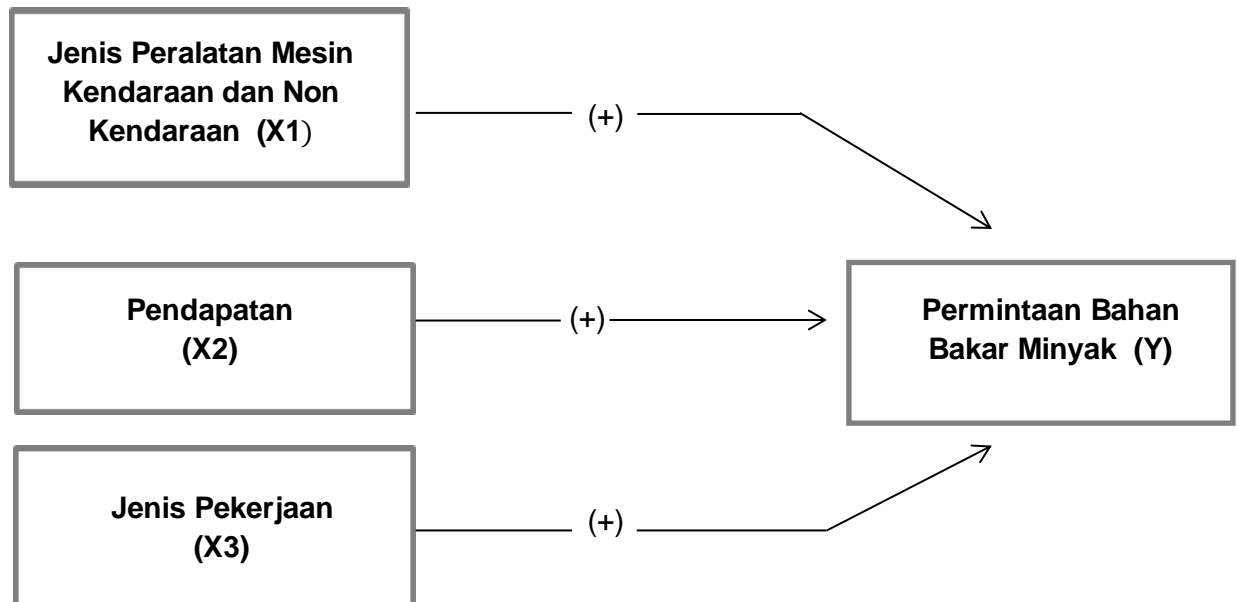 Jenis Peralatan Mesin
Kendaraan dan Non
Kendaraan (X1)
(+)
Pendapatan
(X2)
(+)
Permintaan Bahan
Bakar Minyak (Y)
Jenis Pekerjaan
(X3)
(+)